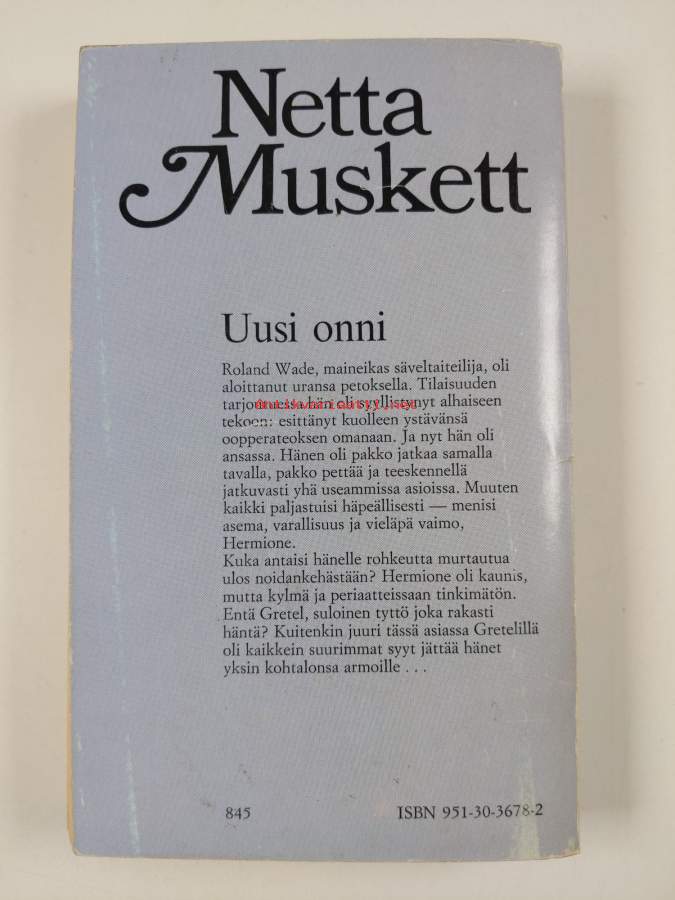 Netta
Muskett
Uusi onni
Roland Wade, maineikas säveltaiteilija, oli
aloittanut uransa petoksella. Tilaisuuden
tarjoutuessa hän oli syyllistynyt alhaiseen
antikvariaatti.net
tekoon: esittänyt kuolleen ystävänsä
oopperateoksen omanaan. Ja nyt hän oli
ansassa. Hänen oli pakko jatkaa samalla
tavalla, pakko pettää ja teeskennellä
jatkuvasti yhä useammissa asioissa. Muuten
kaikki paljastuisi häpeällisesti — menisi
asema, varallisuus ja vieläpä vaimo,
Hermione.
Kuka antaisi hänelle rohkeutta murtautua
ulos noidankehästään? Hermione oli kaunis,
mutta kylmä ja periaatteissaan tinkimätön.
Entä Gretel, suloinen tyttö joka rakasti
häntä? Kuitenkin juuri tässä asiassa Gretelillä
oli kaikkein suurimmat syyt jättää hänet
yksin kohtalonsa armoille . . .
845
ISBN 951-30-3678-2